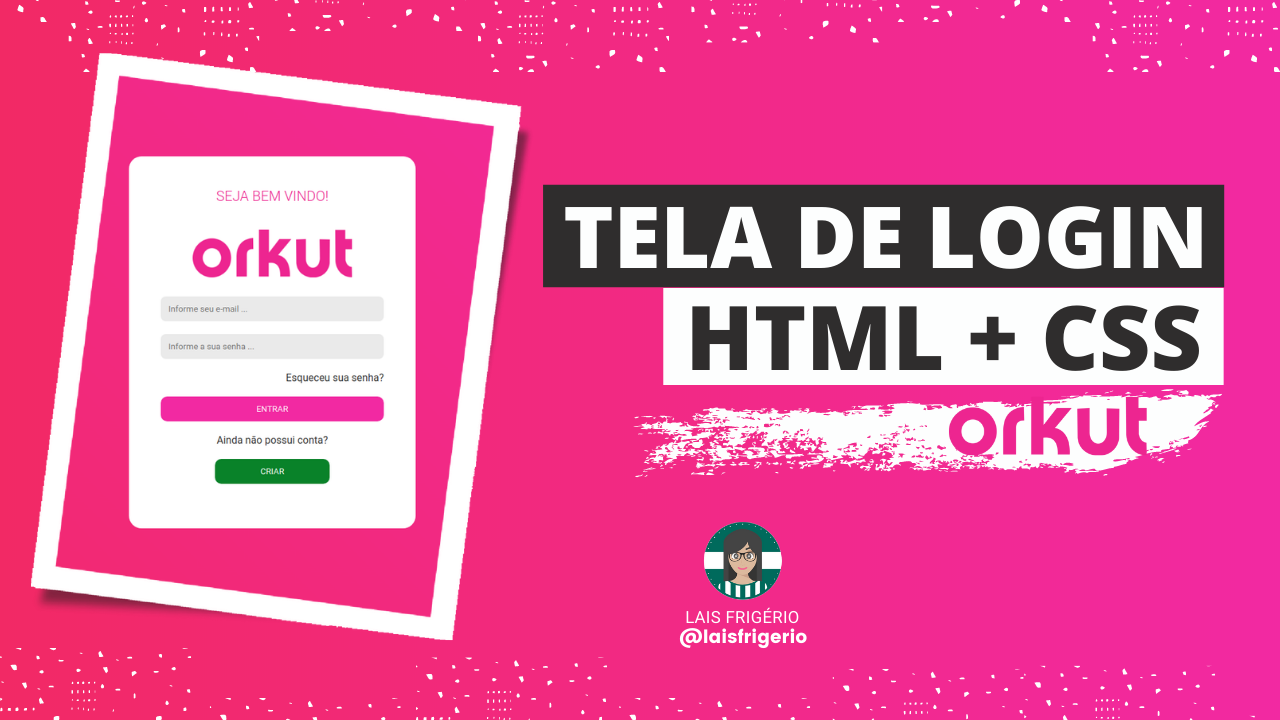 SEJA BEM VINDO!
orkut
Informe seu e-mail ...
Informe a sua senha ...
Esqueceu sua senha?
ENTRAR
Ainda não possui conta?
CRIAR
TELA DE LOGIN
HTML + CSS
orkut
LAIS FRIGÉRIO
@laisfrigerio